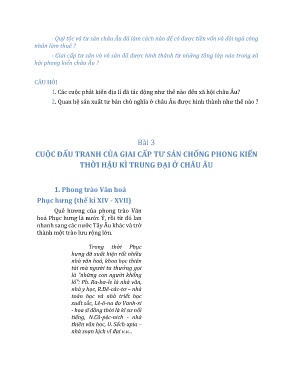 - Quý tộc và tư sản châu Âu đã làm cách nào để có được tiền vốn và đội ngũ công
nhân làm thuê ?
- Giai cấp tư sản và vô sản đã được hình thành từ những tầng lớp nào trong xã
hội phong kiến châu Âu ?
CÂU HỎI
1. Các cuộc phát kiến địa lí đã tác động như thế nào đến xã hội châu Âu?
2. Quan hệ sản xuất tư bản chủ nghĩa ở châu Âu được hình thành như thế nào ?
Bài 3
CUỘC ĐẤU TRANH CỦA GIAI CẤP TƯ SẢN CHỐNG PHONG KIẾN
THỜI HẬU KÌ TRUNG ĐẠI Ở CHÂU ÂU
1. Phong trào Văn hoá
Phục hưng (thế kỉ XIV - XVII)
Quê hương của phong trào Văn
hoá Phục hưng là nước Ý, rồi từ đó lan
nhanh sang các nước Tây Âu khác và trở
thành một trào lưu rộng lớn.
Trong thời Phục
hưng đã xuất hiện rất nhiều
nhà văn hoá, khoa học thiên
tài mà người ta thường gọi
là "những con người khổng
lồ": Ph. Ra-bơ-le là nhà văn,
nhà y học, R.Đê-các-tơ – nhà
toán học và nhà triết học
xuất sắc, Lê-ô-na đơ Vanh-xi
- hoạ sĩ đồng thời là kĩ sư nổi
tiếng, N.Cô-péc-ních - nhà
thiên văn học, U. Sếch-xpia –
nhà soạn kịch vĩ đại v.v...